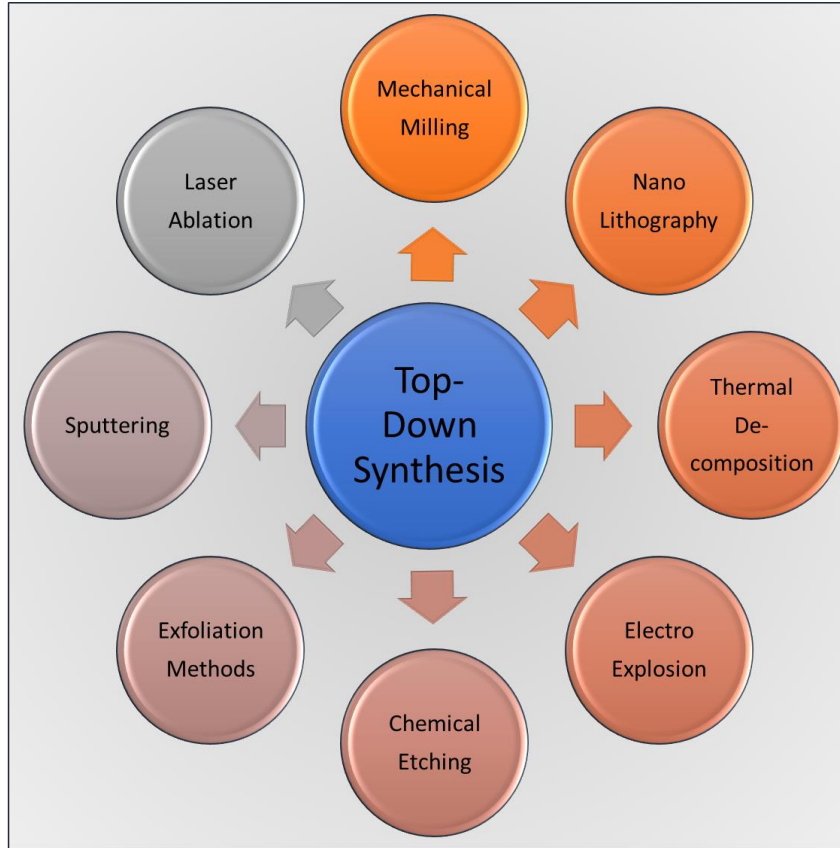 Top-
Down
Synthesis
Mechanical
Milling
Nano
Lithography
Thermal
De-
composition
Electro
Explosion
Chemical
Etching
Exfoliation
Methods
Sputtering
Laser
Ablation